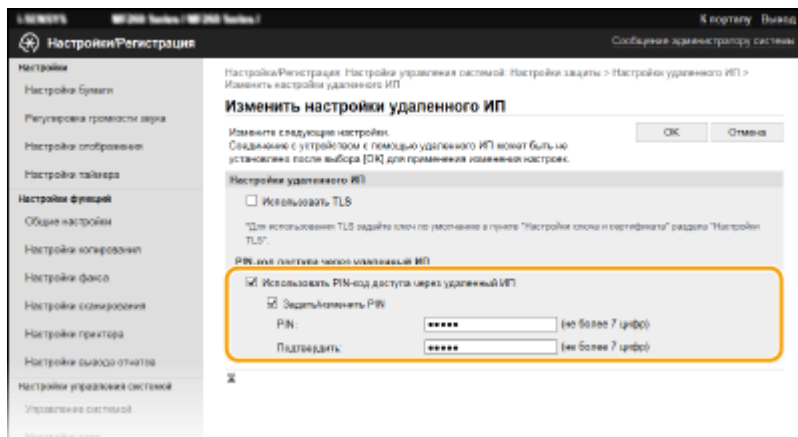 К порталу Выход
Настройки/Регистрация
Сообщение администратору системы
Настройки
Настройки бумаги
Регулировка громкости звука
Настройки отображения
Настройки таймера
Настройки функций
Общие настройки
Настройки копирования
Настройки факса
Настройки сканирования
Настройки принтера
Настройки вывода отчетов
Настройки управления системой
Управление системой
Настройки/Регистрация: Настройки управления системой: Настройки защиты > Настройки удаленного ИП >
Изменить настройки удаленного ИП
Изменить настройки удаленного ИП
Измените следующие настройки.
Соединение с устройством с помощью удаленного ИП может быть не
установлено после выбора [OK] для применения изменения настроек.
OK Отмена
Настройки удаленного ИП
Использовать TLS
*Для использования TLS задайте ключ по умолчанию в пункте "Настройки ключа и сертификата" раздела "Настройки
TLS".
PIN-код доступа через удаленный ИП
Использовать PIN-код доступа через удаленный ИП
Задать/изменить PIN
PIN: ••••• (не более 7 цифр)
Подтвердить: ••••• (не более 7 цифр)